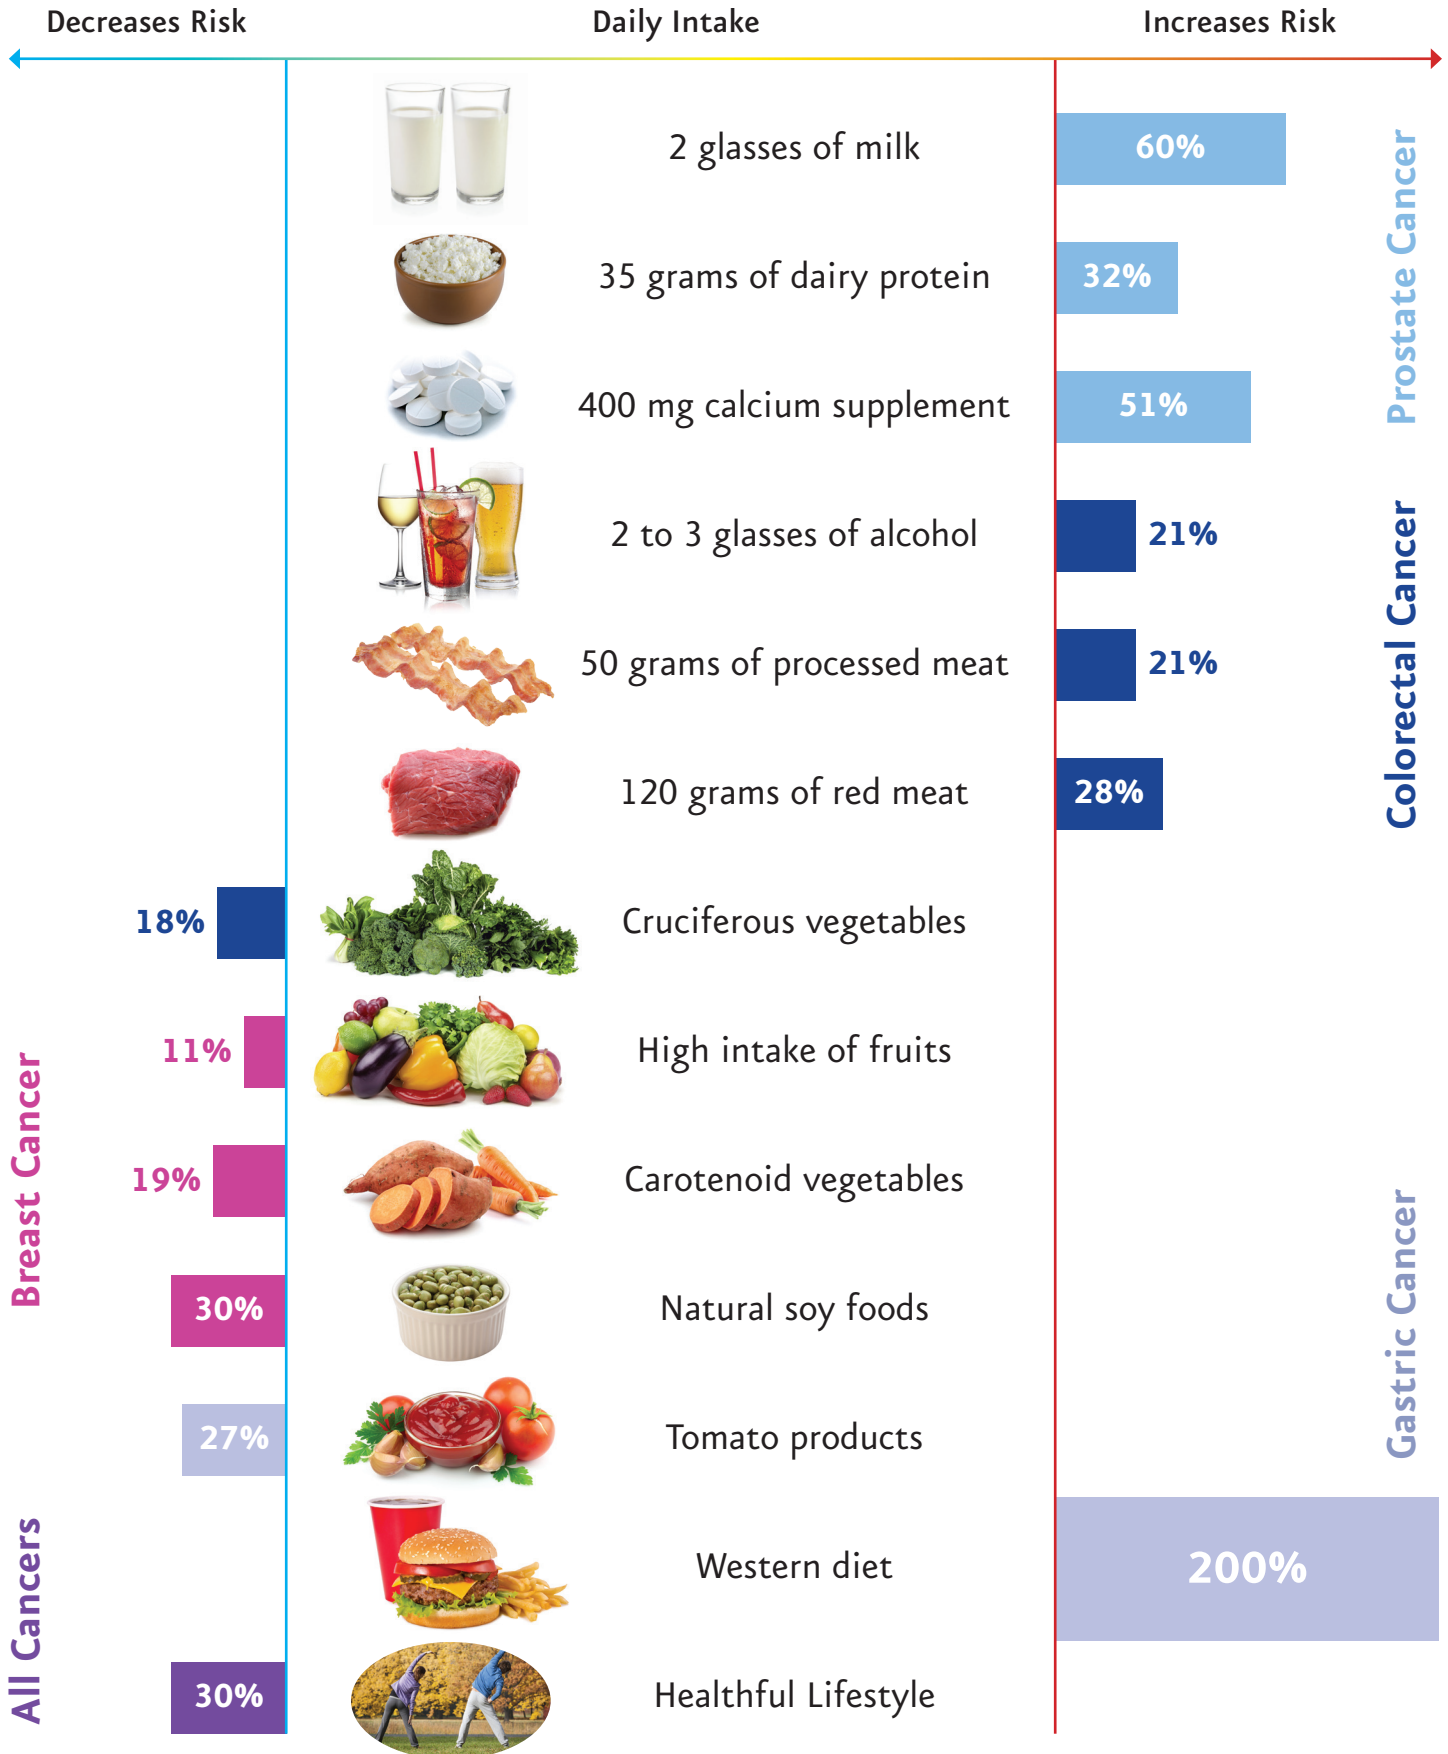 Decreases Risk
Daily Intake
Increases Risk
2 glasses of milk
60%
35 grams of dairy protein
32%
400 mg calcium supplement
51%
Prostate Cancer
2 to 3 glasses of alcohol
21%
50 grams of processed meat
21%
120 grams of red meat
28%
Colorectal Cancer
18%
Cruciferous vegetables
11%
High intake of fruits
19%
Carotenoid vegetables
30%
Natural soy foods
Breast Cancer
27%
Tomato products
Western diet
200%
Gastric Cancer
30%
Healthful Lifestyle
All Cancers